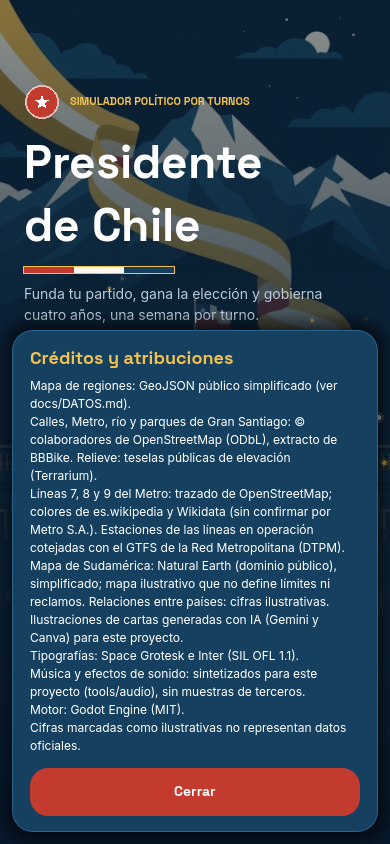 SIMULADOR POLÍTICO POR TURNOS
Presidente
de Chile
Funda tu partido, gana la elección y gobierna
cuatro años, una semana por turno.
Créditos y atribuciones
Mapa de regiones: GeoJSON público simplificado (ver
docs/DATOS.md).
Calles, Metro, río y parques de Gran Santiago: ©
colaboradores de OpenStreetMap (ODbL), extracto de
BBBike. Relieve: teselas públicas de elevación
(Terrarium).
Líneas 7, 8 y 9 del Metro: trazado de OpenStreetMap;
colores de es.wikipedia y Wikidata (sin confirmar por
Metro S.A.). Estaciones de las líneas en operación
cotejadas con el GTFS de la Red Metropolitana (DTPM).
Mapa de Sudamérica: Natural Earth (dominio público),
simplificado; mapa ilustrativo que no define límites ni
reclamos. Relaciones entre países: cifras ilustrativas.
Ilustraciones de cartas generadas con IA (Gemini y
Canva) para este proyecto.
Tipografías: Space Grotesk e Inter (SIL OFL 1.1).
Música y efectos de sonido: sintetizados para este
proyecto (tools/audio), sin muestras de terceros.
Motor: Godot Engine (MIT).
Cifras marcadas como ilustrativas no representan datos
oficiales.
Cerrar